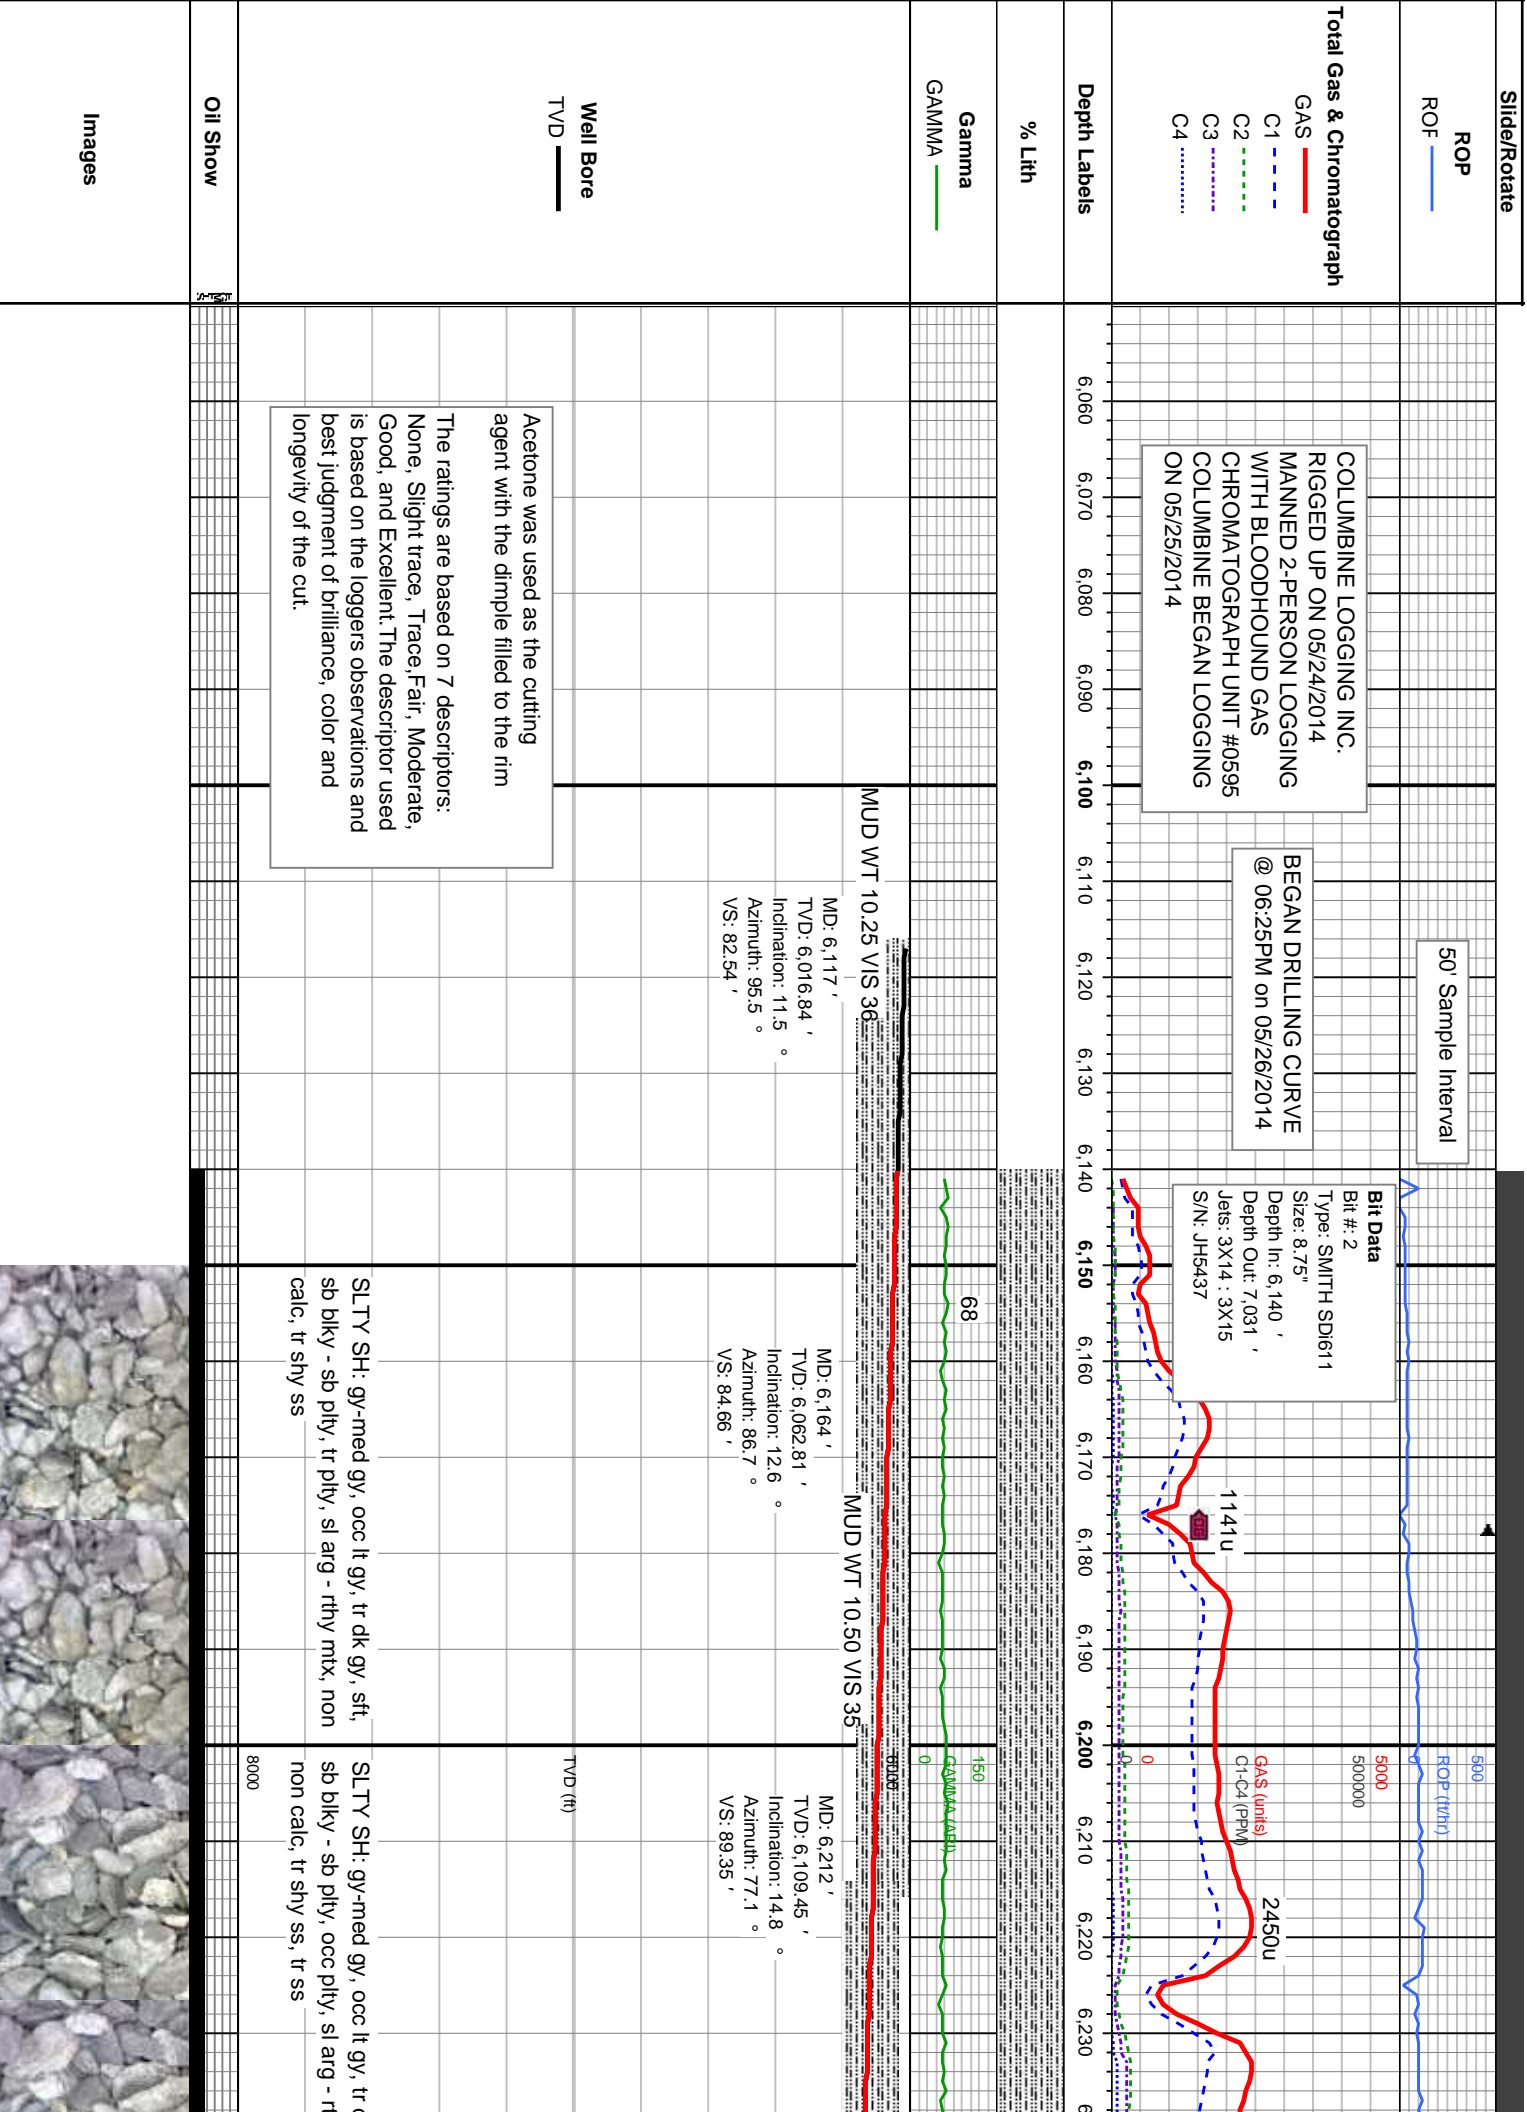 Slide/Rotate
ROP
ROP
Total Gas & Chromatograph
GAS
C1
C2
C3
C4
Depth Labels
% Lith
Gamma
GAMMA
Well Bore
TVD
Oil Show
Images
50' Sample Interval
COLUMBINE LOGGING INC.
RIGGED UP ON 05/24/2014
MANNED 2-PERSON LOGGING
WITH BLOODHOUND GAS
CHROMATOGRAPH UNIT #0595
COLUMBINE BEGAN LOGGING
ON 05/25/2014
BEGAN DRILLING CURVE
@ 06:25PM on 05/26/2014
Bit Data
Bit #: 2
Type: SMITH SDi611
Size: 8.75"
Depth In: 6,140 '
Depth Out: 7,031 '
Jets: 3X14 : 3X15
S/N: JH5437
1141u
2450u
500
ROP (ft/hr)
0
5000
GAS (units)
0
500000
C1-C4 (PPM)
0
6,060 6,070 6,080 6,090 6,100 6,110 6,120 6,130 6,140 6,150 6,160 6,170 6,180 6,190 6,200 6,210 6,220 6,230
68
150
GAMMA (API)
0
MUD WT 10.25 VIS 36
MD: 6,117 '
TVD: 6,016.84 '
Inclination: 11.5 °
Azimuth: 95.5 °
VS: 82.54 '
MD: 6,164 '
TVD: 6,062.81 '
Inclination: 12.6 °
Azimuth: 86.7 °
VS: 84.66 '
MUD WT 10.50 VIS 35
6000
TVD (ft)
8000
MD: 6,212 '
TVD: 6,109.45 '
Inclination: 14.8 °
Azimuth: 77.1 °
VS: 89.35 '
Acetone was used as the cutting
agent with the dimple filled to the rim
The ratings are based on 7 descriptors:
None, Slight trace, Trace,Fair, Moderate,
Good, and Excellent.The descriptor used
is based on the loggers observations and
best judgment of brilliance, color and
longevity of the cut.
SLTY SH: gy-med gy, occ lt gy, tr dk gy, sft,
sb blky - sb plty, tr plty, sl arg - rthy mtx, non
calc, tr shy ss
SLTY SH: gy-med gy, occ lt gy, tr
sb blky - sb plty, occ plty, sl arg -
non calc, tr shy ss, tr ss